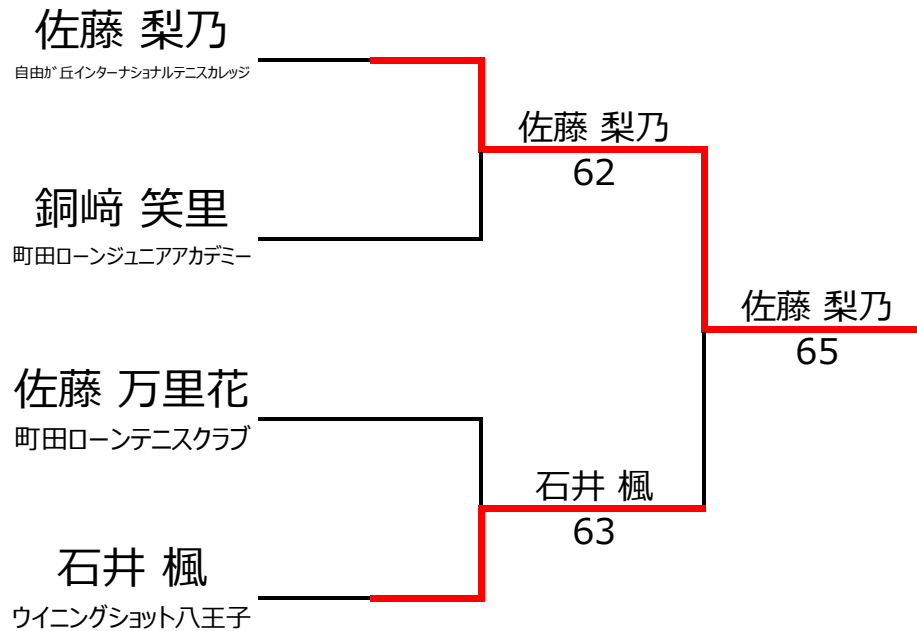 佐藤 梨乃
自由が丘インターナショナルテニスカレッジ
佐藤 梨乃
62
銅﨑 笑里
町田ローンジュニアアカデミー
佐藤 梨乃
65
佐藤 万里花
町田ローンテニスクラブ
石井 楓
63
石井 楓
ウイニングショット八王子